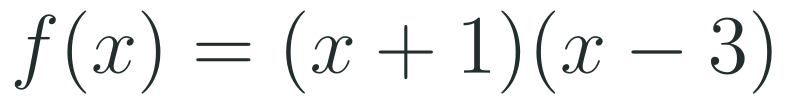 f(x) = (x + 1)(x − 3)